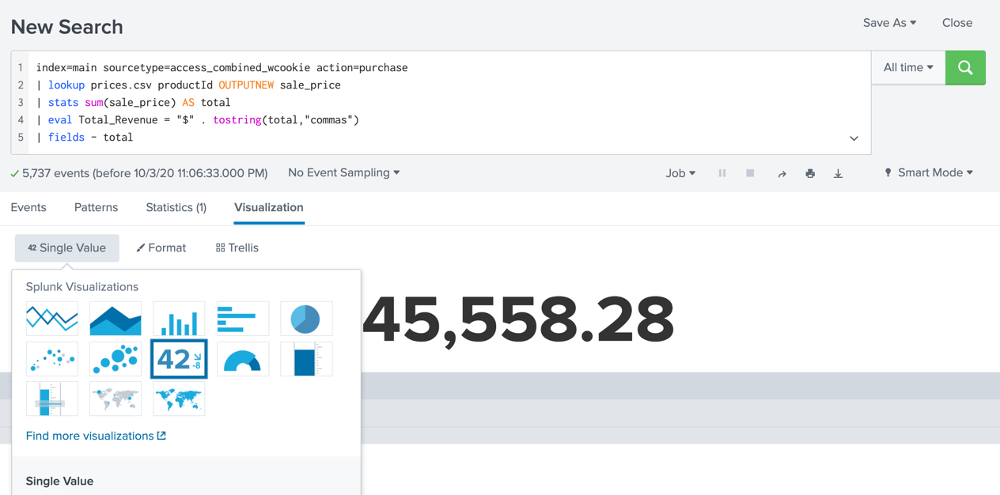 New Search
Save As
Close
1 index=main sourcetype=access_combined_wcookie action=purchase
2 | lookup prices.csv productId OUTPUTNEW sale_price
3 | stats sum(sale_price) AS total
4 | eval Total_Revenue = "$" . tostring(total,"commas")
5 | fields - total
All time
5,737 events (before 10/3/20 11:06:33.000 PM)
No Event Sampling
Job
Smart Mode
Events
Patterns
Statistics (1)
Visualization
42 Single Value
Format
Trellis
Splunk Visualizations
42 -8
45,558.28
Find more visualizations
Single Value